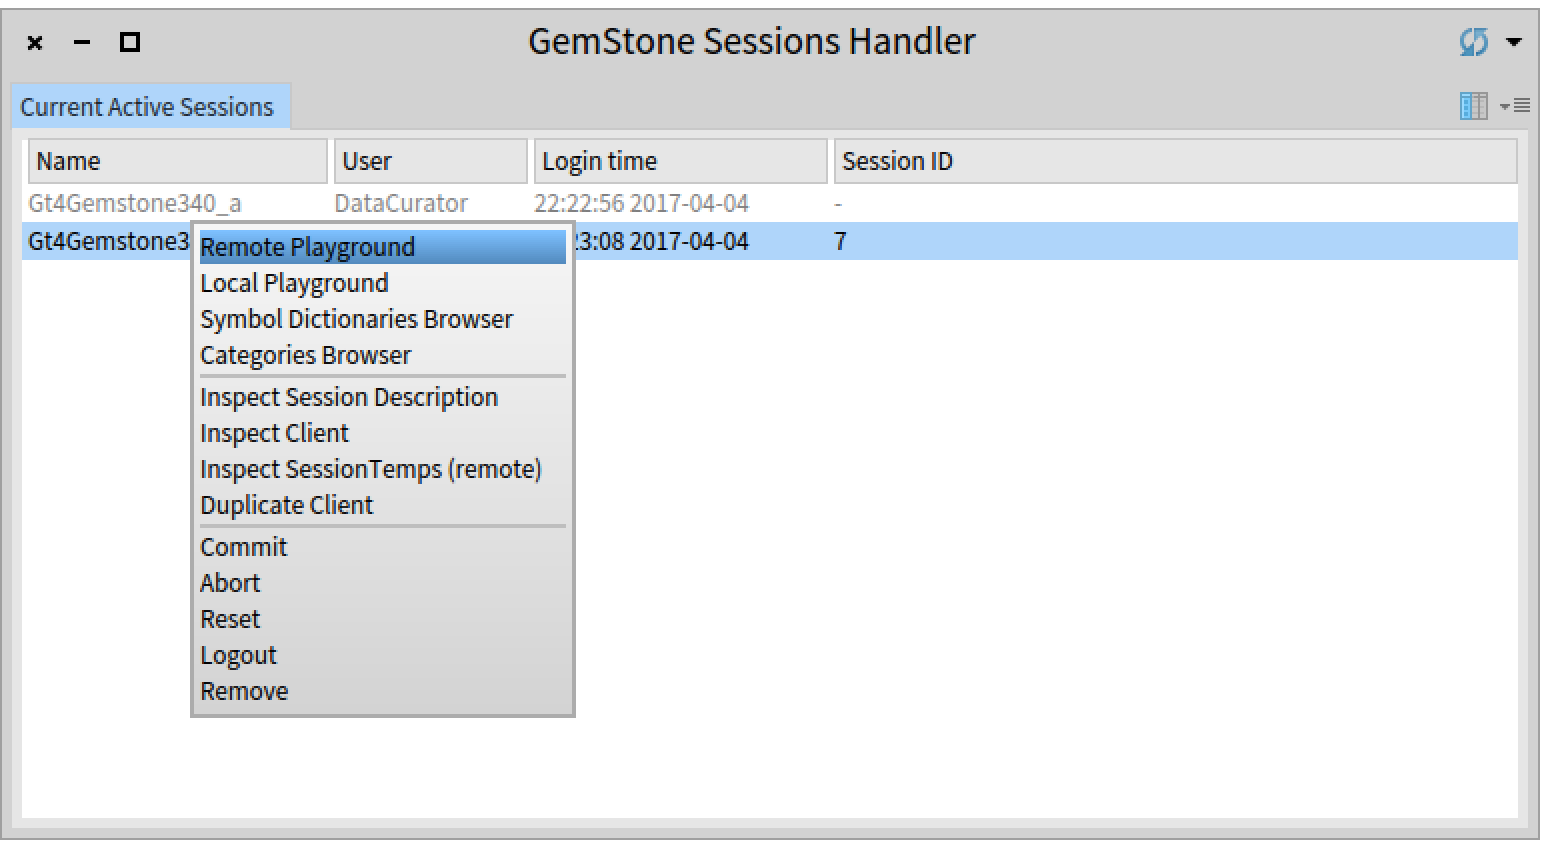 GemStone Sessions Handler
Current Active Sessions
Name User Login time Session ID
Gt4Gemstone340_a DataCurator 22:22:56 2017-04-04 -
Gt4Gemstone3 23:08 2017-04-04 7
Remote Playground
Local Playground
Symbol Dictionaries Browser
Categories Browser
Inspect Session Description
Inspect Client
Inspect SessionTemps (remote)
Duplicate Client
Commit
Abort
Reset
Logout
Remove